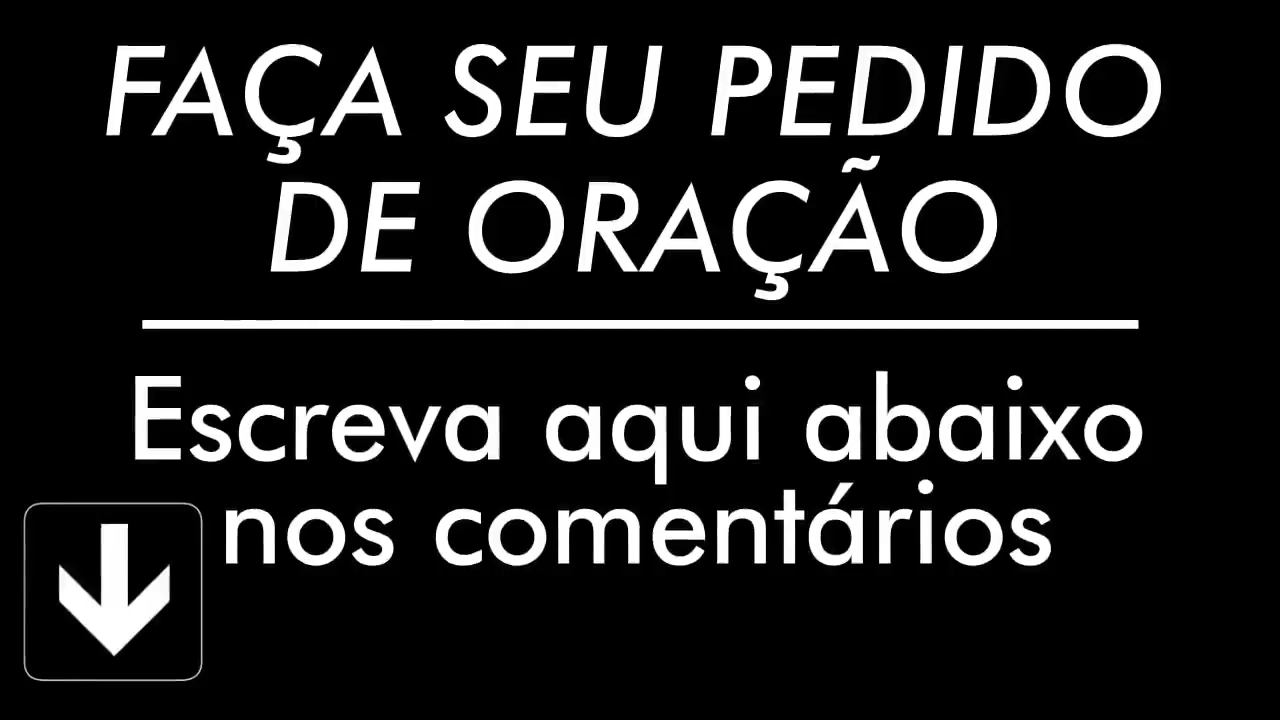 FAÇA SEU PEDIDO
DE ORAÇÃO
Escreva aqui abaixo
nos comentários